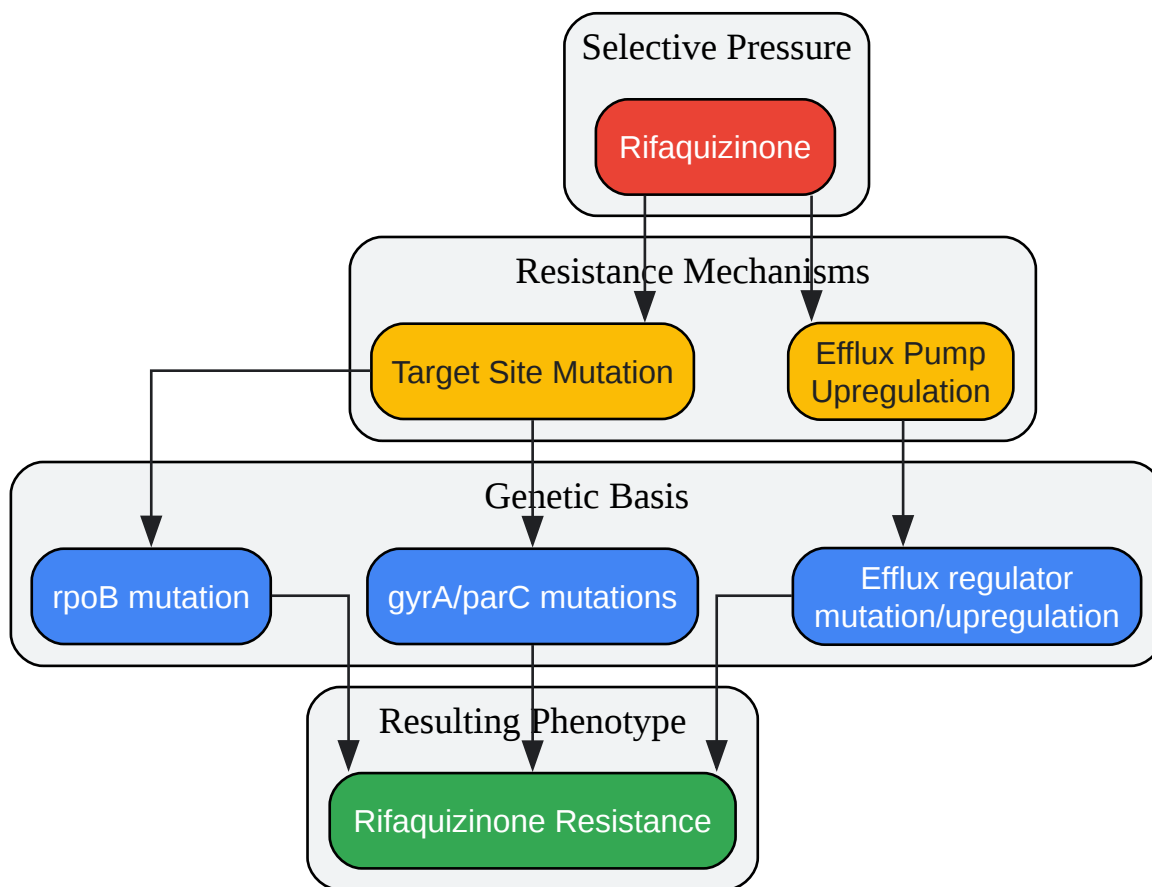 Selective Pressure
Rifaquizinone
Resistance Mechanisms
Target Site Mutation
Efflux Pump
Upregulation
Genetic Basis
rpoB mutation
gyrA/parC mutations
Efflux regulator
mutation/upregulation
Resulting Phenotype
Rifaquizinone Resistance